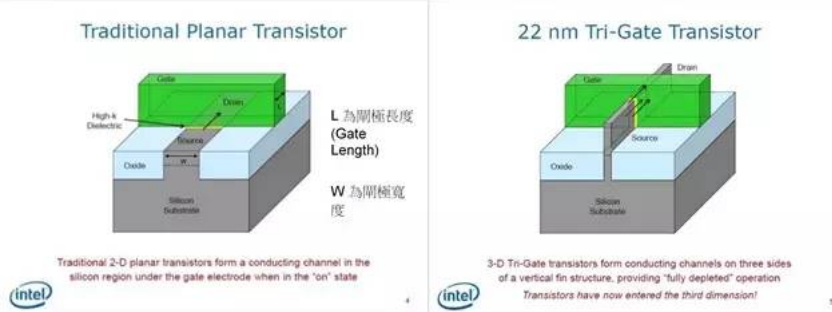 Traditional Planar Transistor
Gate
Drain
L
High-k
Dielectric
Source
W
Oxide
Silicon
Substrate
L 為閘極長度
(Gate
Length)
W 為閘極寬
度
Traditional 2-D planar transistors form a conducting channel in the
silicon region under the gate electrode when in the "on" state
intel
4
22 nm Tri-Gate Transistor
Drain
Gate
Source
Oxide
Silicon
Substrate
3-D Tri-Gate transistors form conducting channels on three sides
of a vertical fin structure, providing "fully depleted" operation
Transistors have now entered the third dimension!
intel